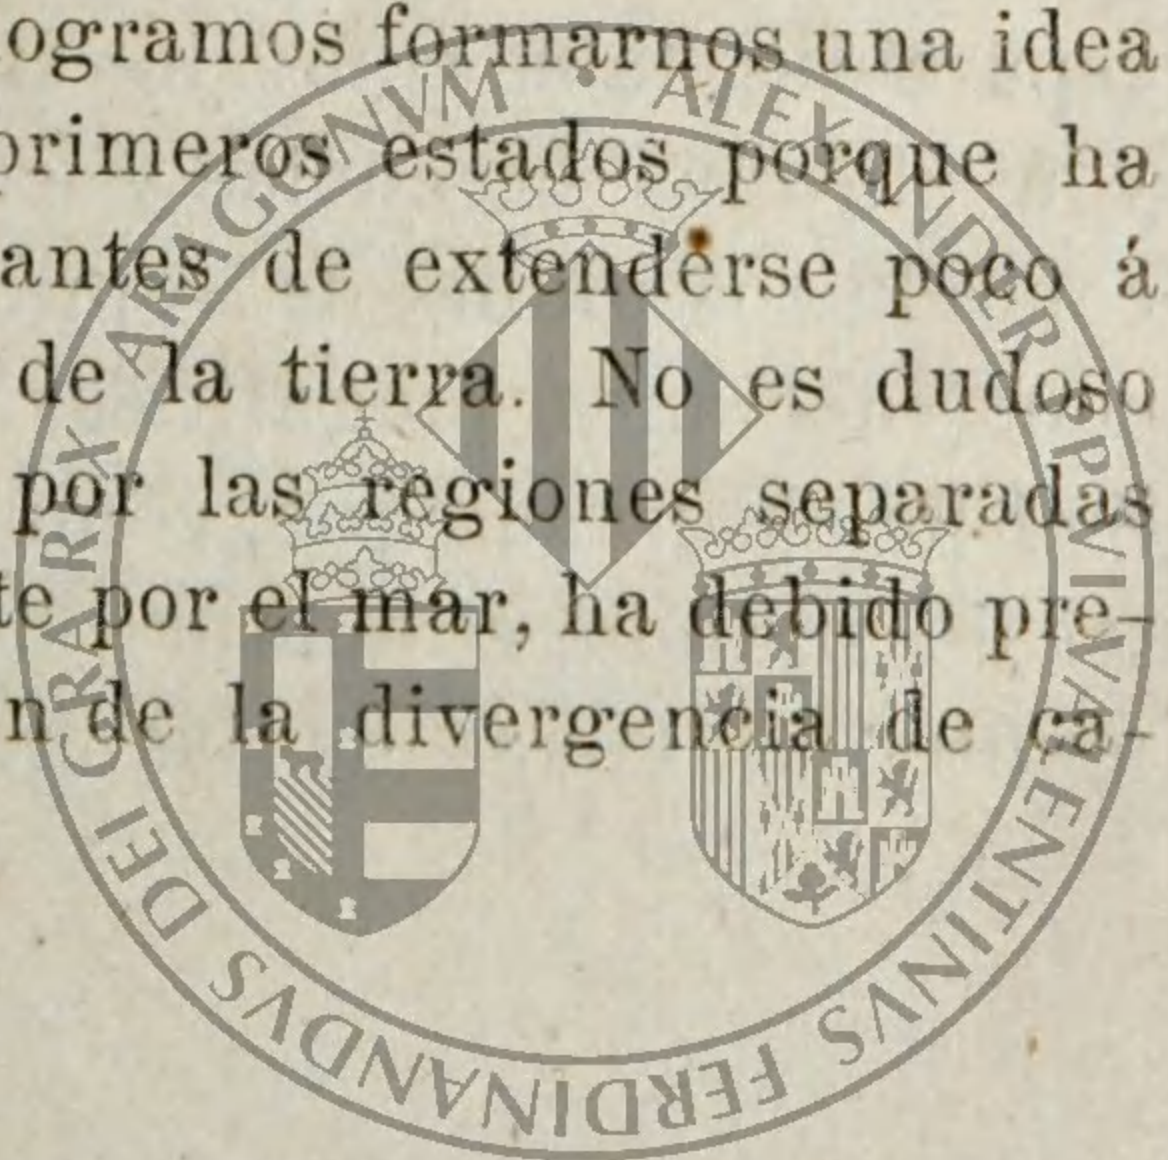 ogramos formarnos una idea
primeros estados porque ha
antes de extenderse poco á
de la tierra. No es dudoso
por las regiones separadas
te por el mar, ha debido pre-
n de la divergencia de ca-
ALEXANDER P VI VALENTINVS FERDINANDVS DEI GRA REX ARAGONVM